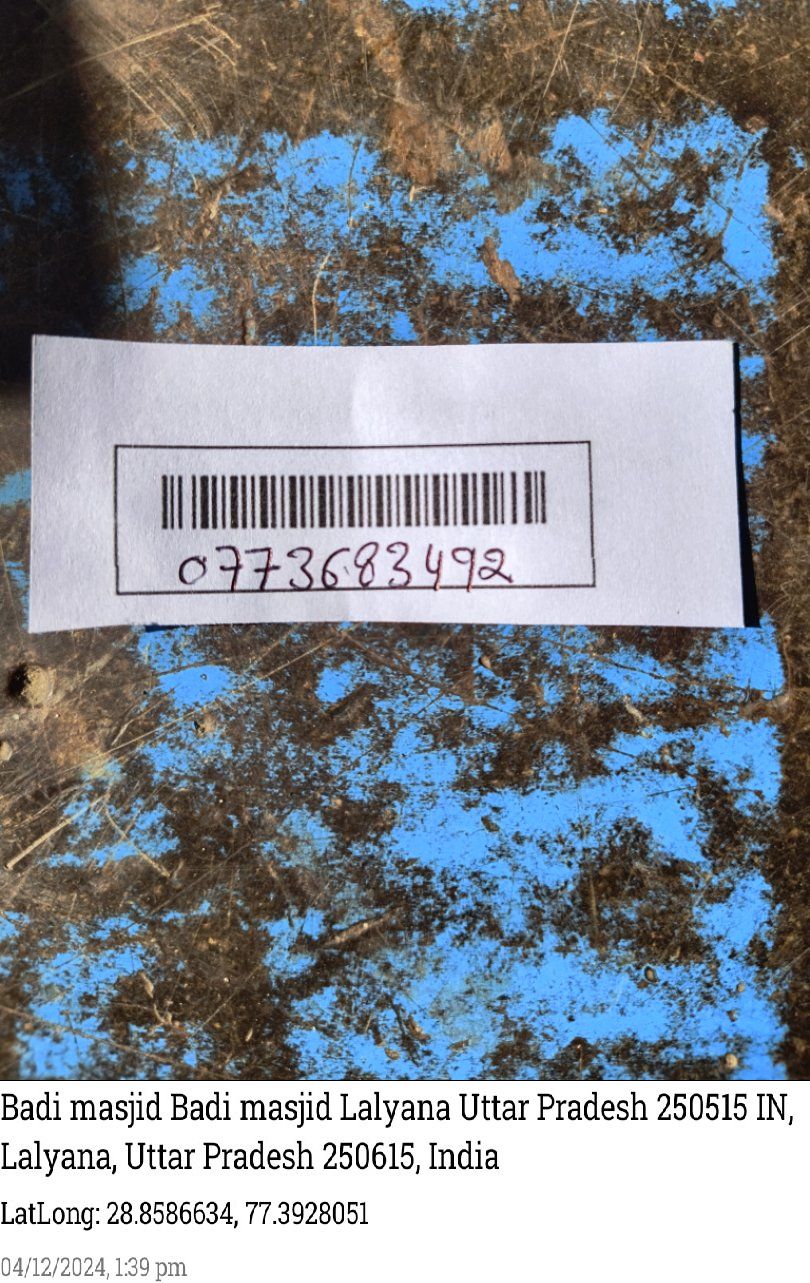 0773683492
Badi masjid Badi masjid Lalyana Uttar Pradesh 250515 IN,
Lalyana, Uttar Pradesh 250615, India
LatLong: 28.8586634, 77.3928051
04/12/2024, 1:39 pm